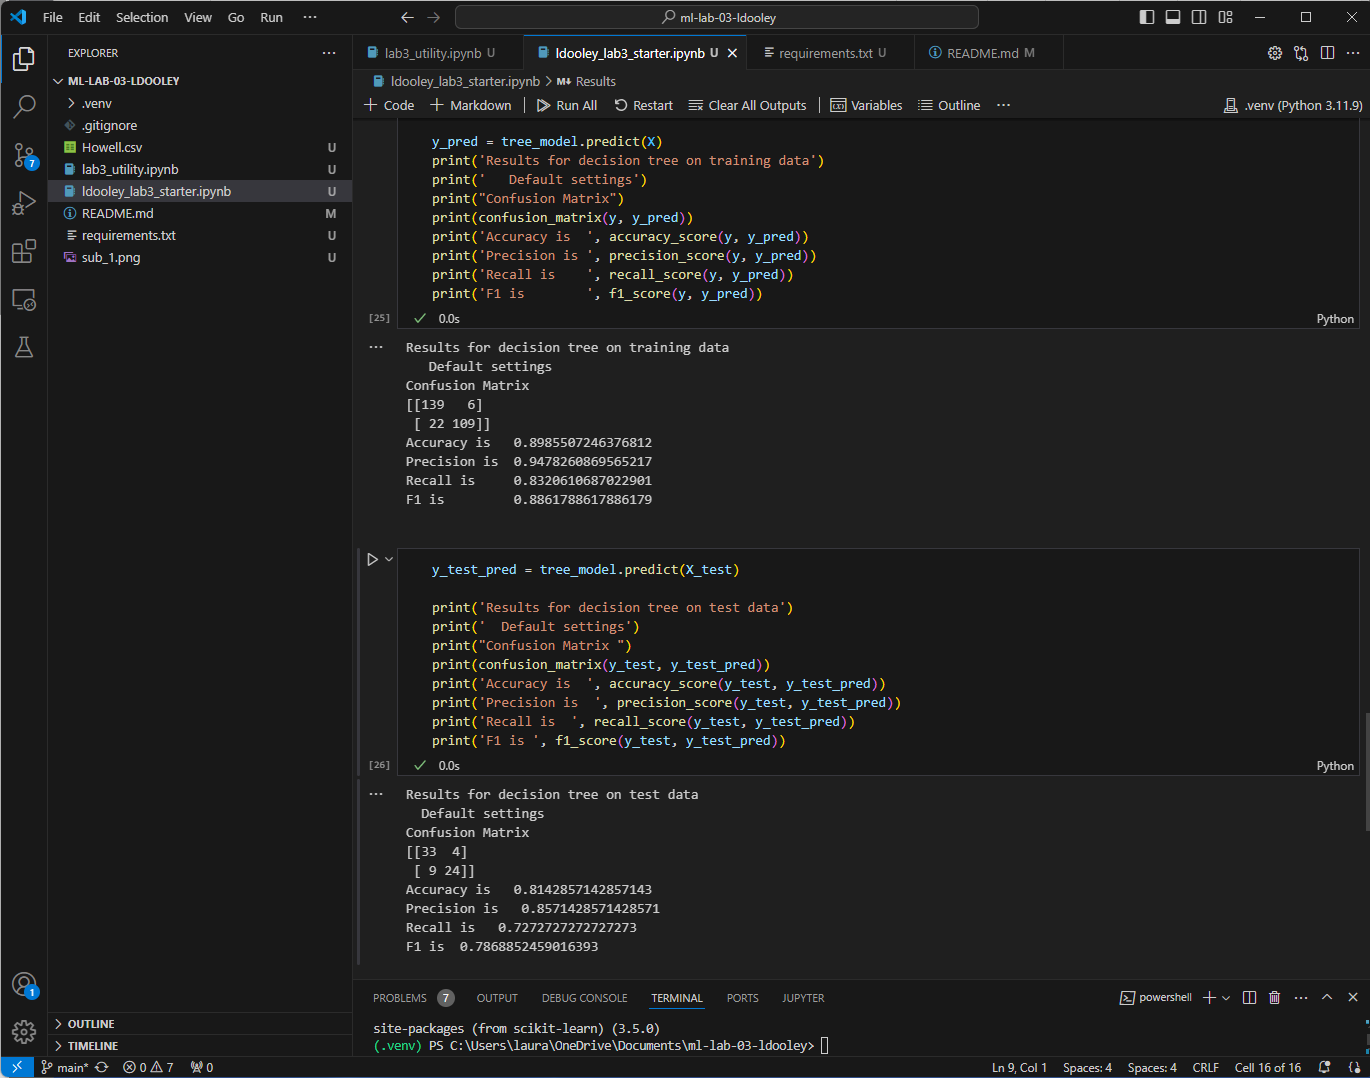 File Edit Selection View Go Run ···
ml-lab-03-ldooley
EXPLORER ···
ML-LAB-03-LDOOLEY
.venv
.gitignore
Howell.csv U
lab3_utility.ipynb U
ldooley_lab3_starter.ipynb U
README.md M
requirements.txt U
sub_1.png U
OUTLINE
TIMELINE
7
1
lab3_utility.ipynb U
ldooley_lab3_starter.ipynb U
requirements.txt U
README.md M
ldooley_lab3_starter.ipynb > M↓ Results
+ Code + Markdown Run All Restart Clear All Outputs Variables Outline ··· .venv (Python 3.11.9)
y_pred = tree_model.predict(X)
print('Results for decision tree on training data')
print('   Default settings')
print("Confusion Matrix")
print(confusion_matrix(y, y_pred))
print('Accuracy is  ', accuracy_score(y, y_pred))
print('Precision is ', precision_score(y, y_pred))
print('Recall is    ', recall_score(y, y_pred))
print('F1 is        ', f1_score(y, y_pred))
[25] 0.0s Python
Results for decision tree on training data
   Default settings
Confusion Matrix
[[139   6]
 [ 22 109]]
Accuracy is   0.8985507246376812
Precision is  0.9478260869565217
Recall is     0.8320610687022901
F1 is         0.8861788617886179
y_test_pred = tree_model.predict(X_test)
print('Results for decision tree on test data')
print('  Default settings')
print("Confusion Matrix ")
print(confusion_matrix(y_test, y_test_pred))
print('Accuracy is  ', accuracy_score(y_test, y_test_pred))
print('Precision is  ', precision_score(y_test, y_test_pred))
print('Recall is  ', recall_score(y_test, y_test_pred))
print('F1 is ', f1_score(y_test, y_test_pred))
[26] 0.0s Python
Results for decision tree on test data
  Default settings
Confusion Matrix
[[33  4]
 [ 9 24]]
Accuracy is   0.8142857142857143
Precision is   0.8571428571428571
Recall is   0.7272727272727273
F1 is  0.7868852459016393
PROBLEMS 7 OUTPUT DEBUG CONSOLE TERMINAL PORTS JUPYTER powershell
site-packages (from scikit-learn) (3.5.0)
(.venv) PS C:\Users\laura\OneDrive\Documents\ml-lab-03-ldooley>
main* 0 7 0 Ln 9, Col 1 Spaces: 4 Spaces: 4 CRLF Cell 16 of 16